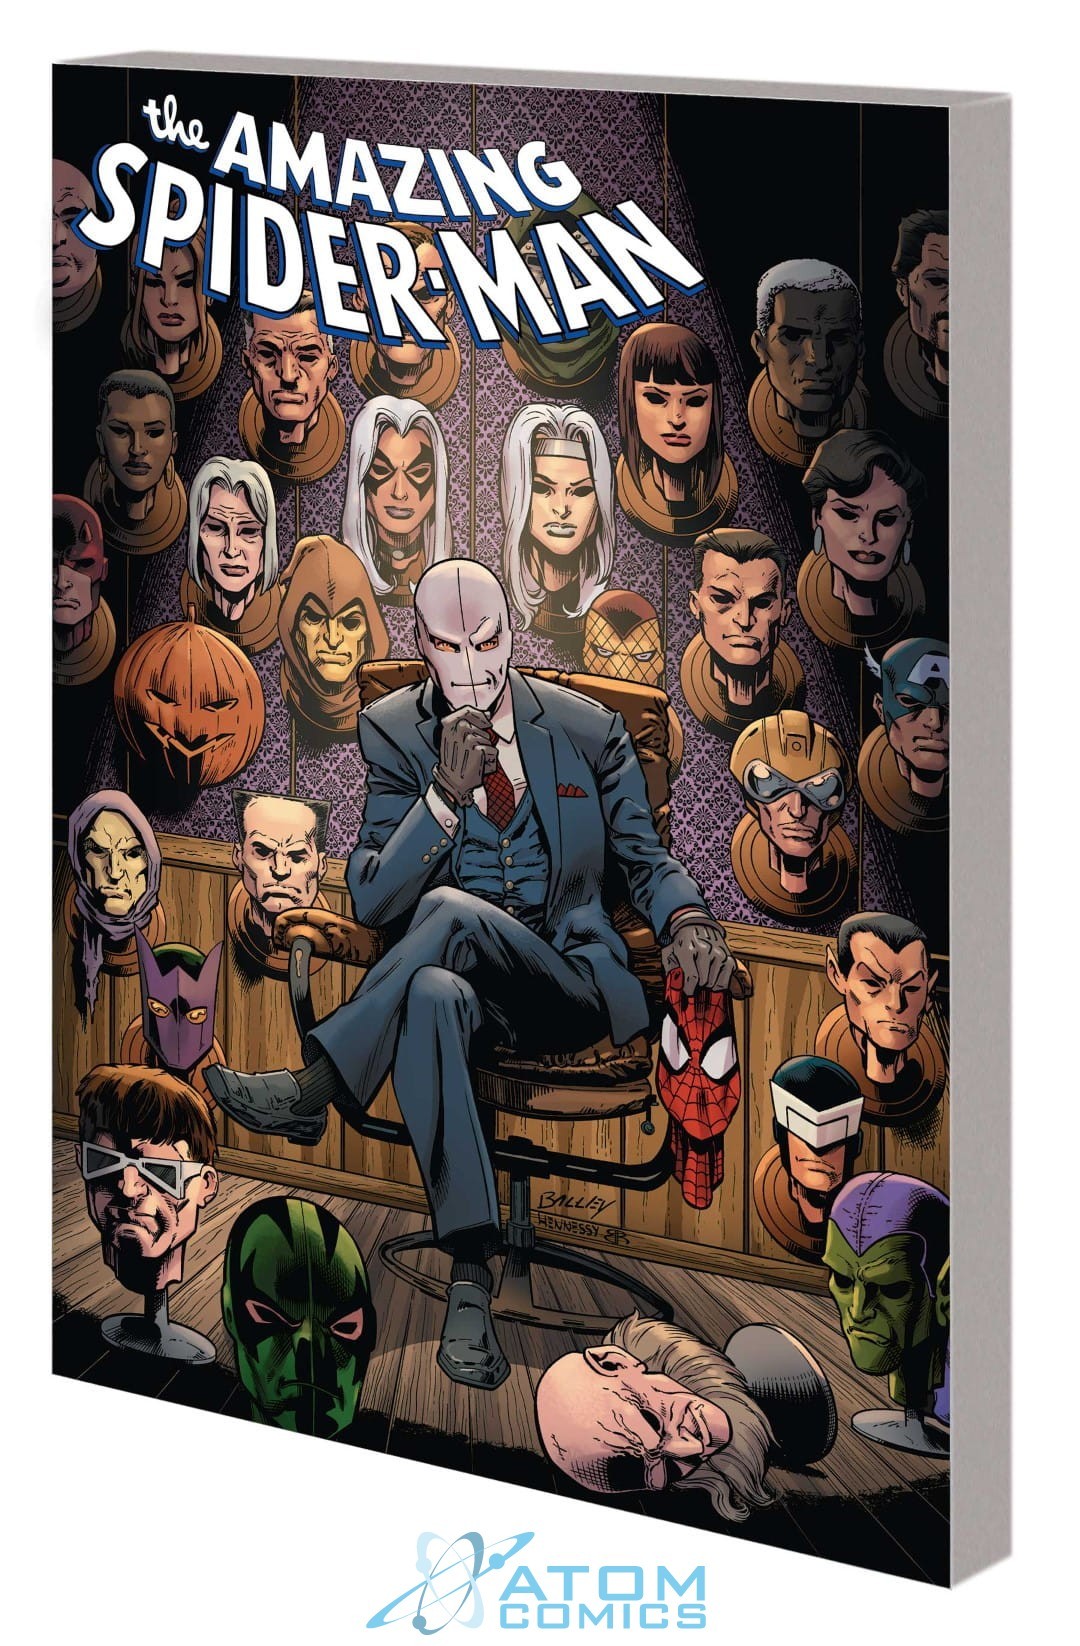 the AMAZING
SPIDER-MAN
A
BAGLEY
HENNESSY
ATOM
COMICS